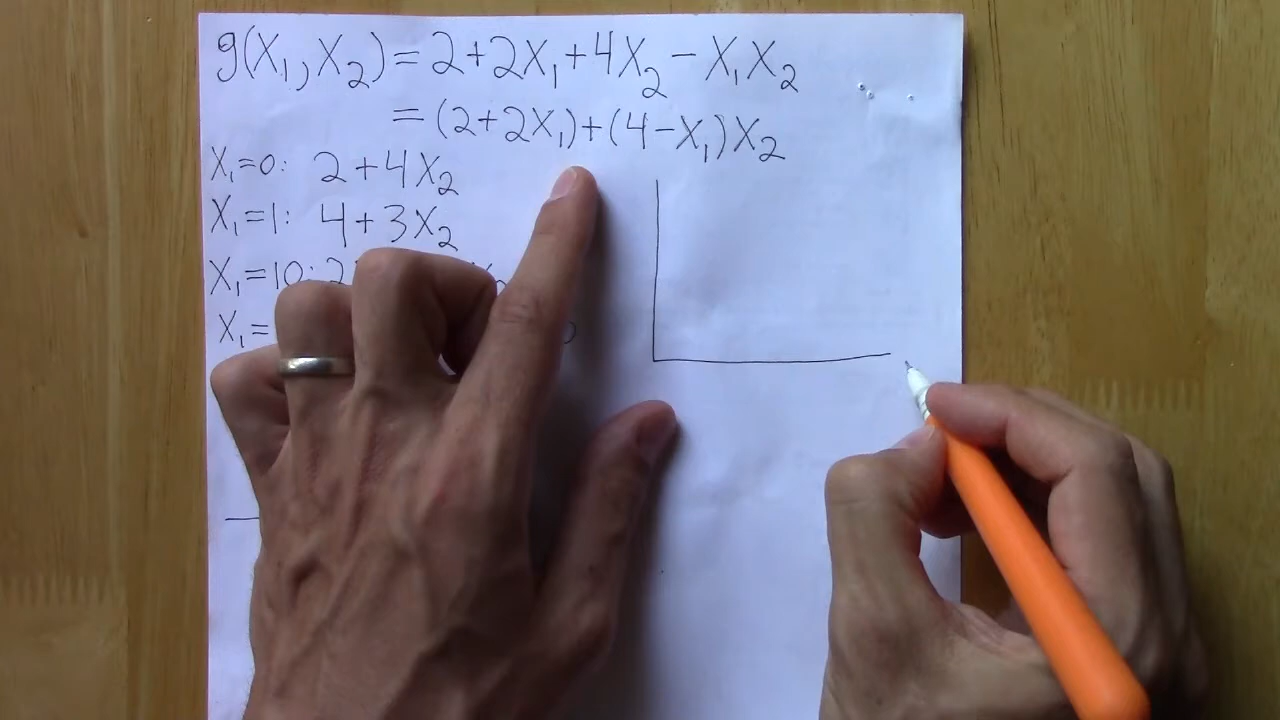 g(X₁, X₂) = 2 + 2X₁ + 4X₂ − X₁X₂
= (2 + 2X₁) + (4 − X₁)X₂
X₁ = 0: 2 + 4X₂
X₁ = 1: 4 + 3X₂
X₁ = 10: 2
X₁ =